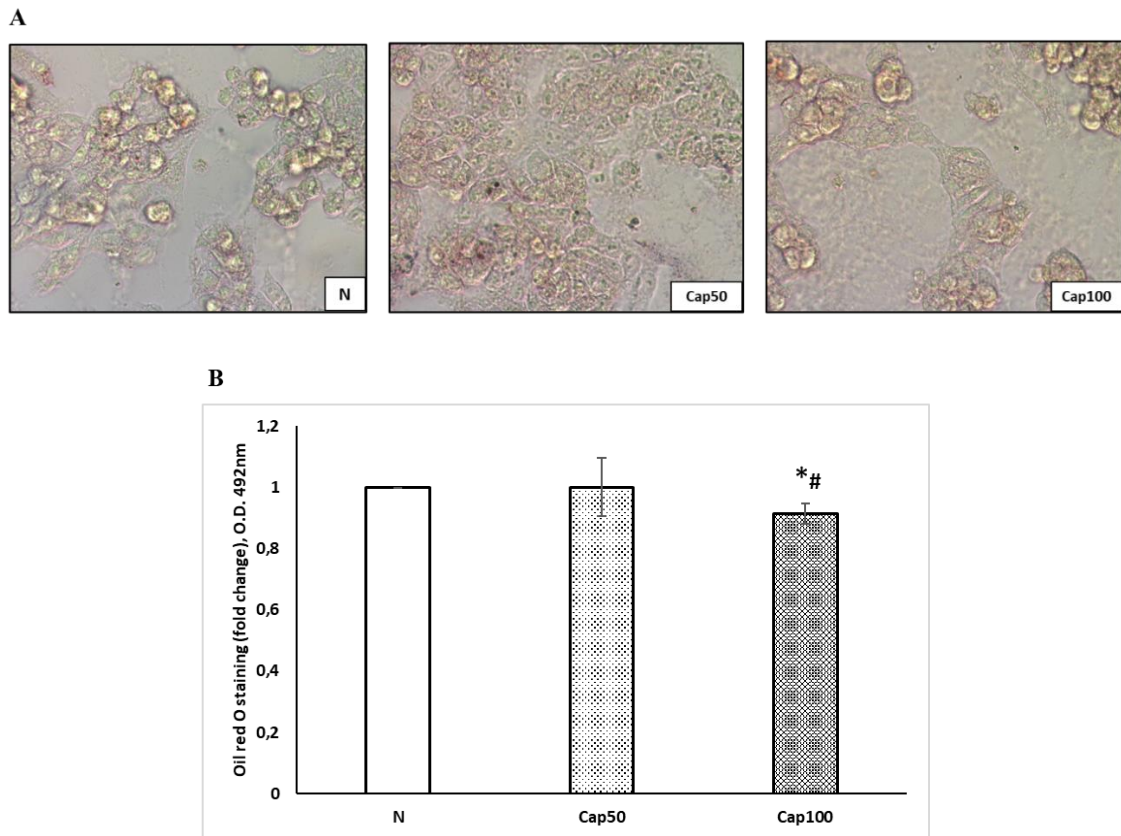 A
N
Cap50
Cap100
B
Oil red O staining (fold change), O.D. 492nm
1,2
1
0,8
0,6
0,4
0,2
0
*#
N
Cap50
Cap100